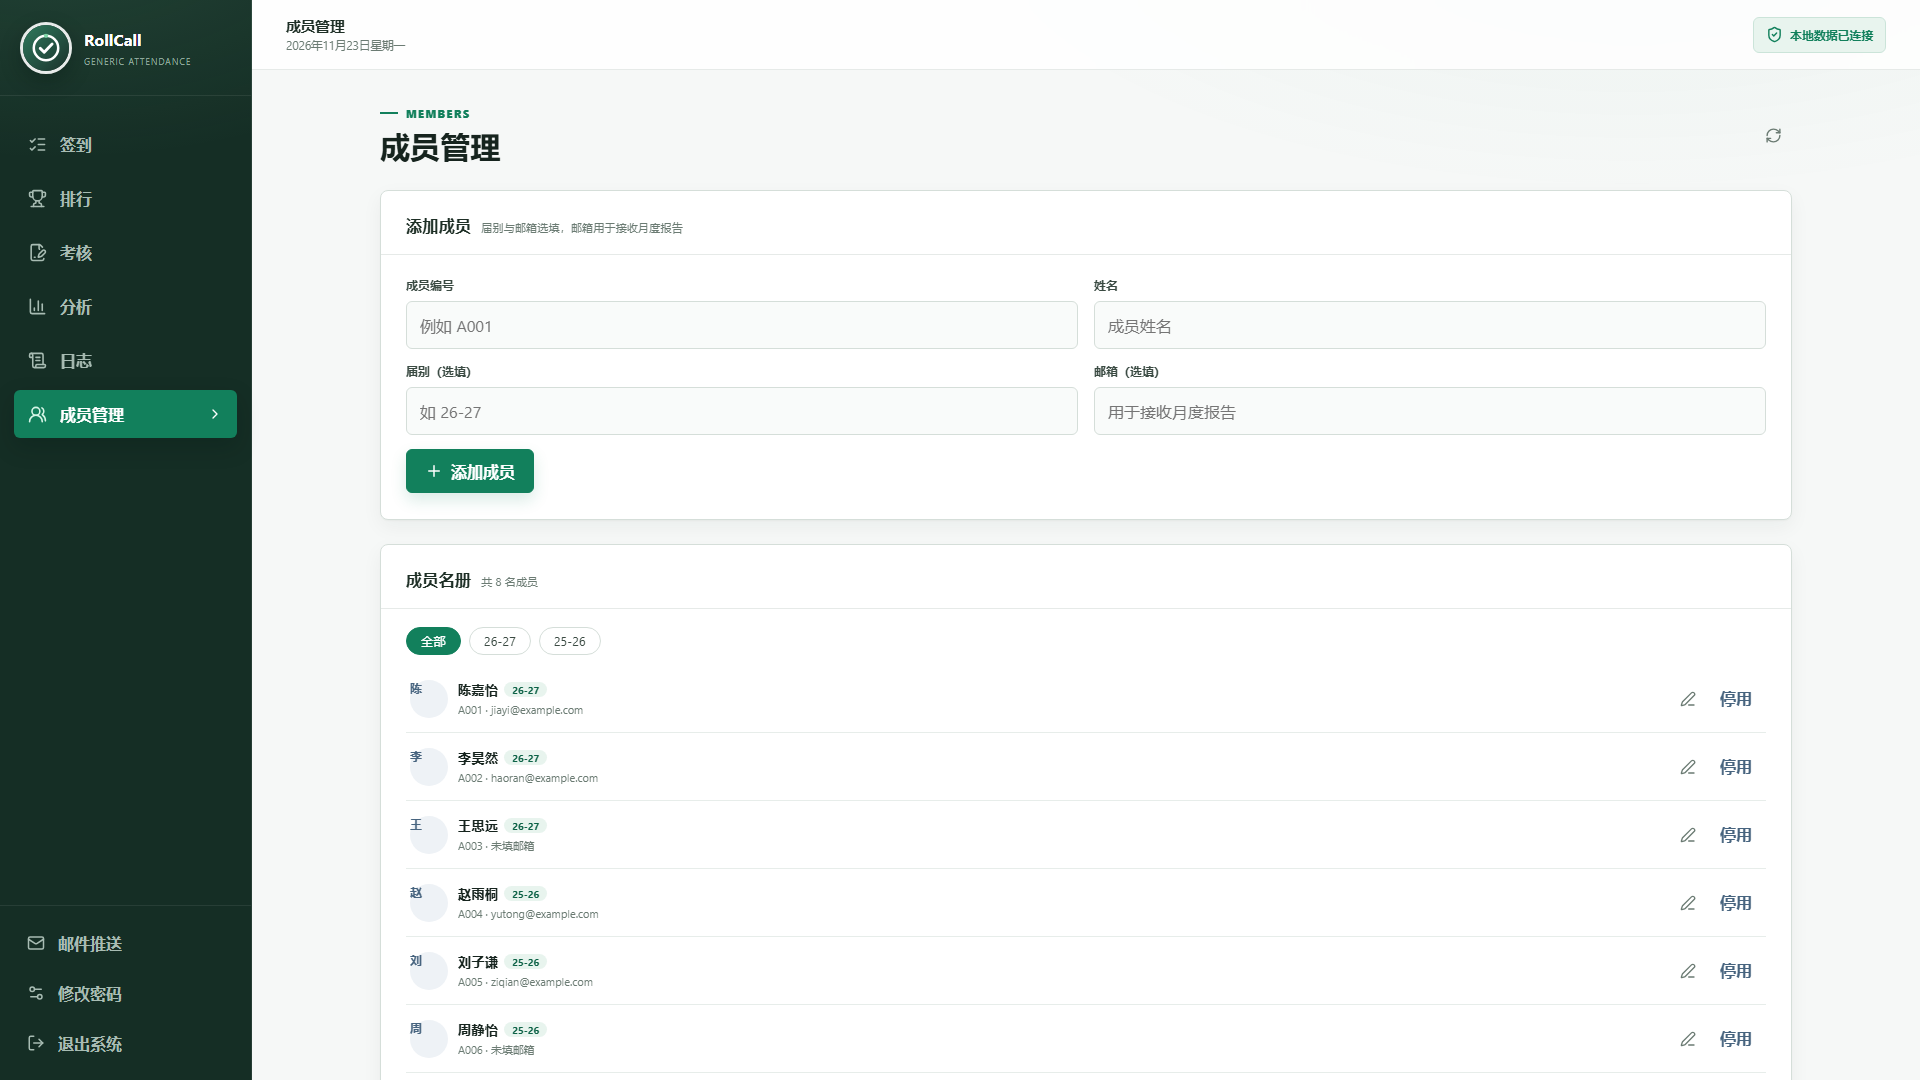 RollCall
GENERIC ATTENDANCE
签到
排行
考核
分析
日志
成员管理
邮件推送
修改密码
退出系统
成员管理
2026年11月23日星期一
本地数据已连接
MEMBERS
成员管理
添加成员 届别与邮箱选填，邮箱用于接收月度报告
成员编号
例如 A001
姓名
成员姓名
届别（选填）
如 26-27
邮箱（选填）
用于接收月度报告
添加成员
成员名册 共 8 名成员
全部 26-27 25-26
陈 陈嘉怡 26-27
A001 · jiayi@example.com
停用
李 李昊然 26-27
A002 · haoran@example.com
停用
王 王思远 26-27
A003 · 未填邮箱
停用
赵 赵雨桐 25-26
A004 · yutong@example.com
停用
刘 刘子谦 25-26
A005 · ziqian@example.com
停用
周 周静怡 25-26
A006 · 未填邮箱
停用